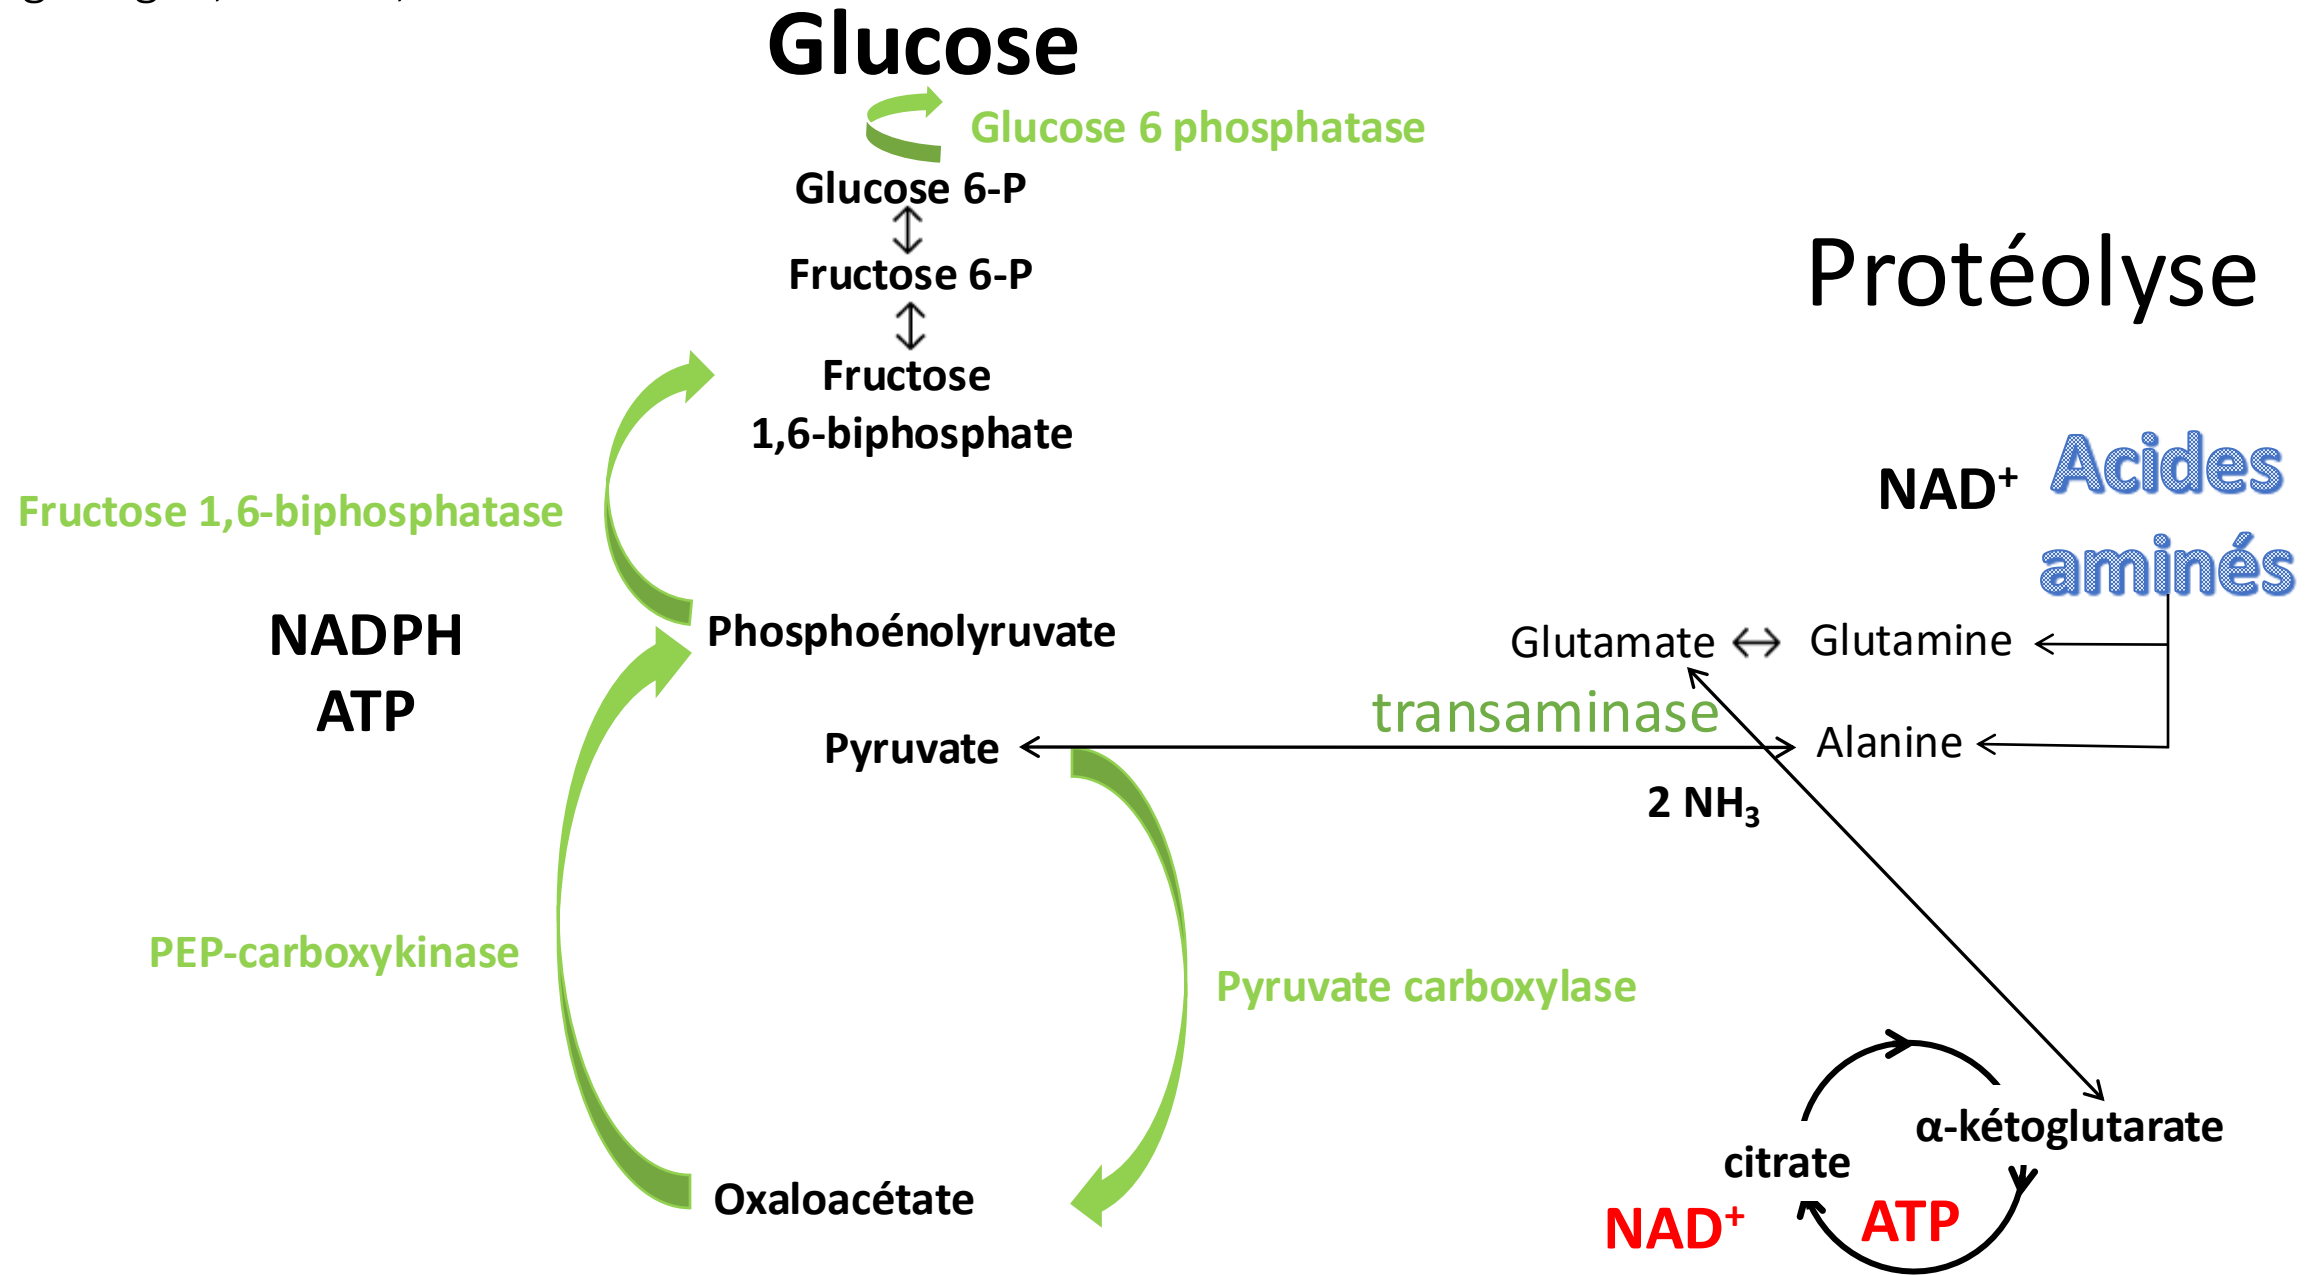 Glucose
Glucose 6 phosphatase
Glucose 6-P
Fructose 6-P
Protéolyse
Fructose
1,6-biphosphate
NAD+
Acides
aminés
Fructose 1,6-biphosphatase
NADPH
ATP
Phosphoénolyruvate
Glutamate
Glutamine
transaminase
Pyruvate
Alanine
2 NH3
PEP-carboxykinase
Pyruvate carboxylase
α-kétoglutarate
citrate
Oxaloacétate
NAD+
ATP